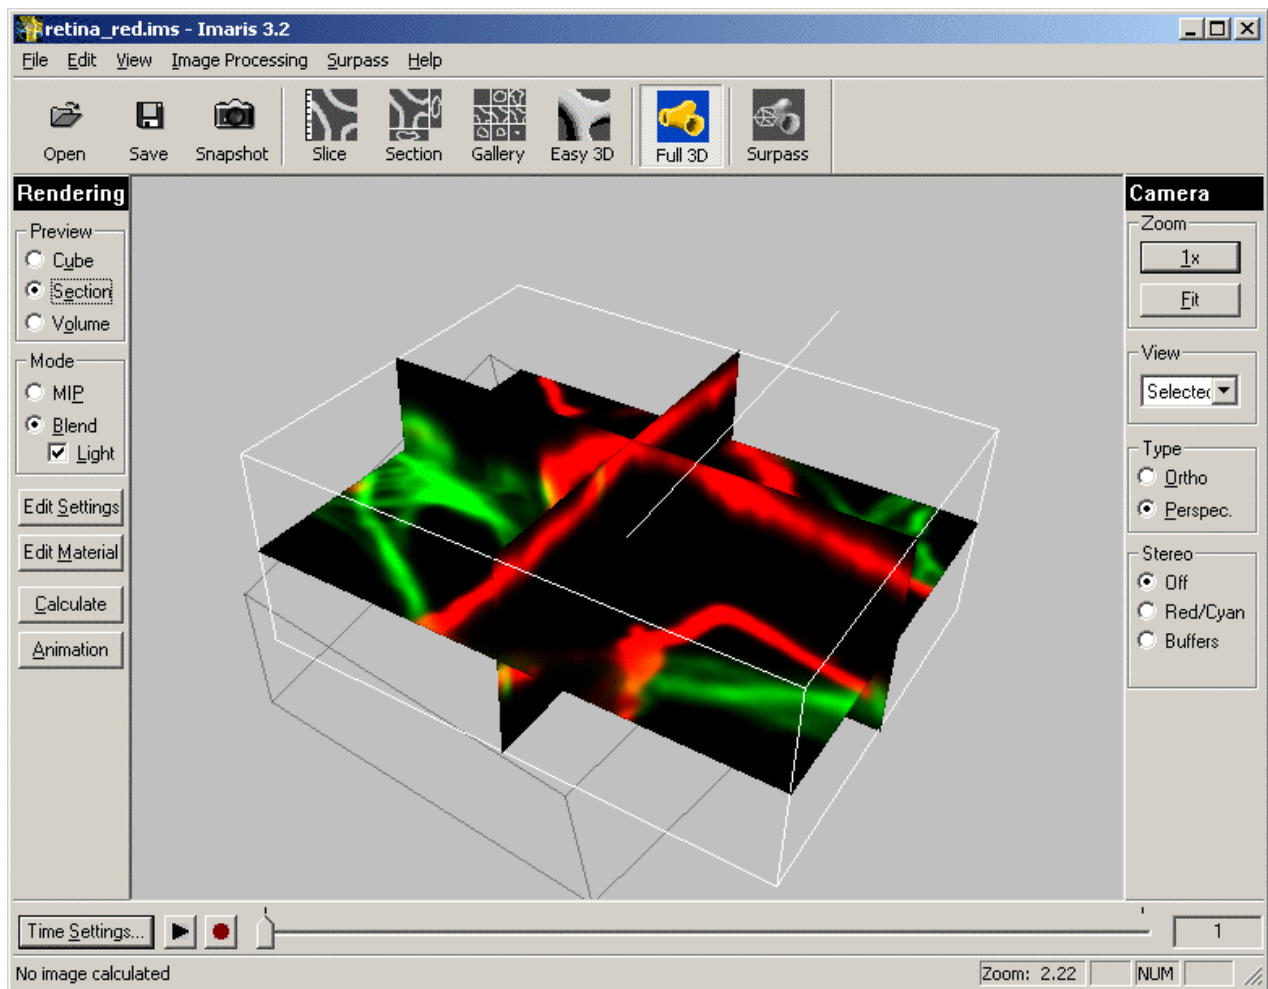 retina_red.ims - Imaris 3.2
File Edit View Image Processing Surpass Help
Open Save Snapshot Slice Section Gallery Easy 3D Full 3D Surpass
Rendering
Preview
Cube
Section
Volume
Mode
MIP
Blend
Light
Edit Settings
Edit Material
Calculate
Animation
Camera
Zoom
1x
Fit
View
Selected
Type
Ortho
Perspec.
Stereo
Off
Red/Cyan
Buffers
Time Settings... 1
No image calculated Zoom: 2.22 NUM